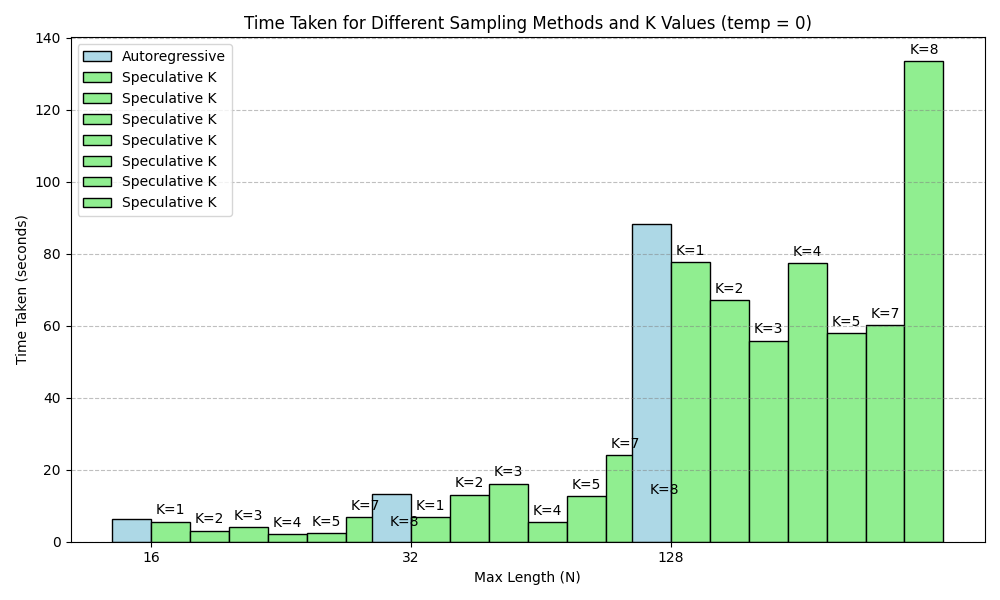 Time Taken for Different Sampling Methods and K Values (temp = 0)
Autoregressive
Speculative K
Speculative K
Speculative K
Speculative K
Speculative K
Speculative K
Speculative K
Time Taken (seconds)
140
120
100
80
60
40
20
0
K=1
K=2
K=3
K=4
K=5
K=7
K=8
K=1
K=2
K=3
K=4
K=5
K=7
K=8
K=1
K=2
K=3
K=4
K=5
K=7
K=8
16
32
128
Max Length (N)